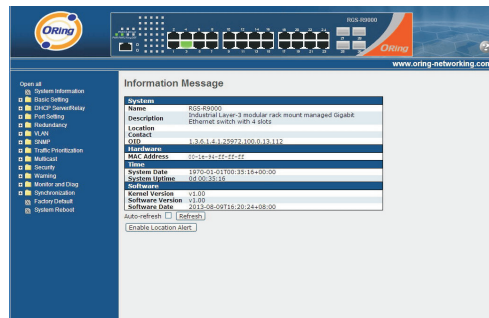 ORing
RGS-R9000
ORing
www.oring-networking.com
Open all
System Information
Basic Setting
DHCP Server/Relay
Port Setting
Redundancy
VLAN
SNMP
Traffic Prioritization
Multicast
Security
Warning
Monitor and Diag
Synchronization
Factory Default
System Reboot
Information Message
System
Name RGS-R9000
Description Industrial Layer-3 modular rack mount managed Gigabit
Ethernet switch with 4 slots
Location
Contact
OID 1.3.6.1.4.1.25972.100.0.13.112
Hardware
MAC Address 00-1e-94-ff-ff-ff
Time
System Date 1970-01-01T00:35:16+00:00
System Uptime 0d 00:35:16
Software
Kernel Version v1.00
Software Version v1.00
Software Date 2013-08-09T16:20:24+08:00
Auto-refresh Refresh
Enable Location Alert